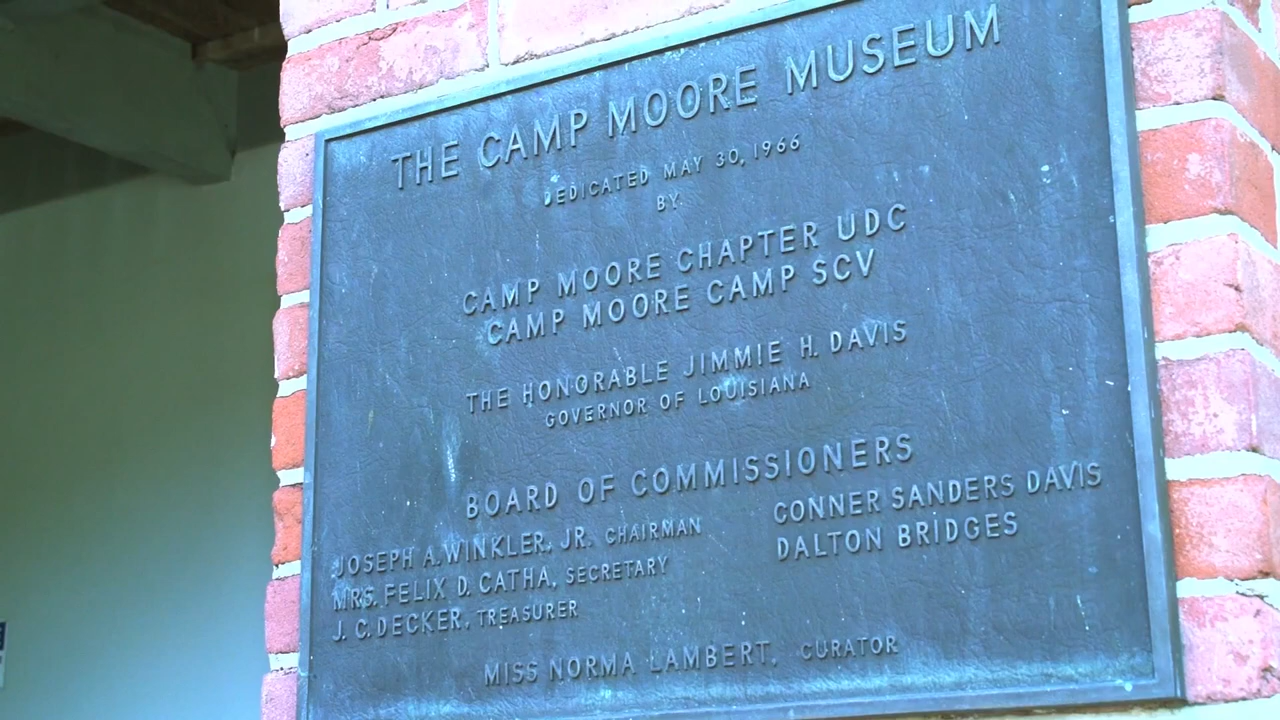 THE CAMP MOORE MUSEUM
DEDICATED MAY 30, 1966
BY
CAMP MOORE CHAPTER UDC
CAMP MOORE CAMP SCV
THE HONORABLE JIMMIE H. DAVIS
GOVERNOR OF LOUISIANA
BOARD OF COMMISSIONERS
JOSEPH A. WINKLER, JR. CHAIRMAN
MRS. FELIX D. CATHA, SECRETARY
J. C. DECKER, TREASURER
CONNER SANDERS DAVIS
DALTON BRIDGES
MISS NORMA LAMBERT, CURATOR